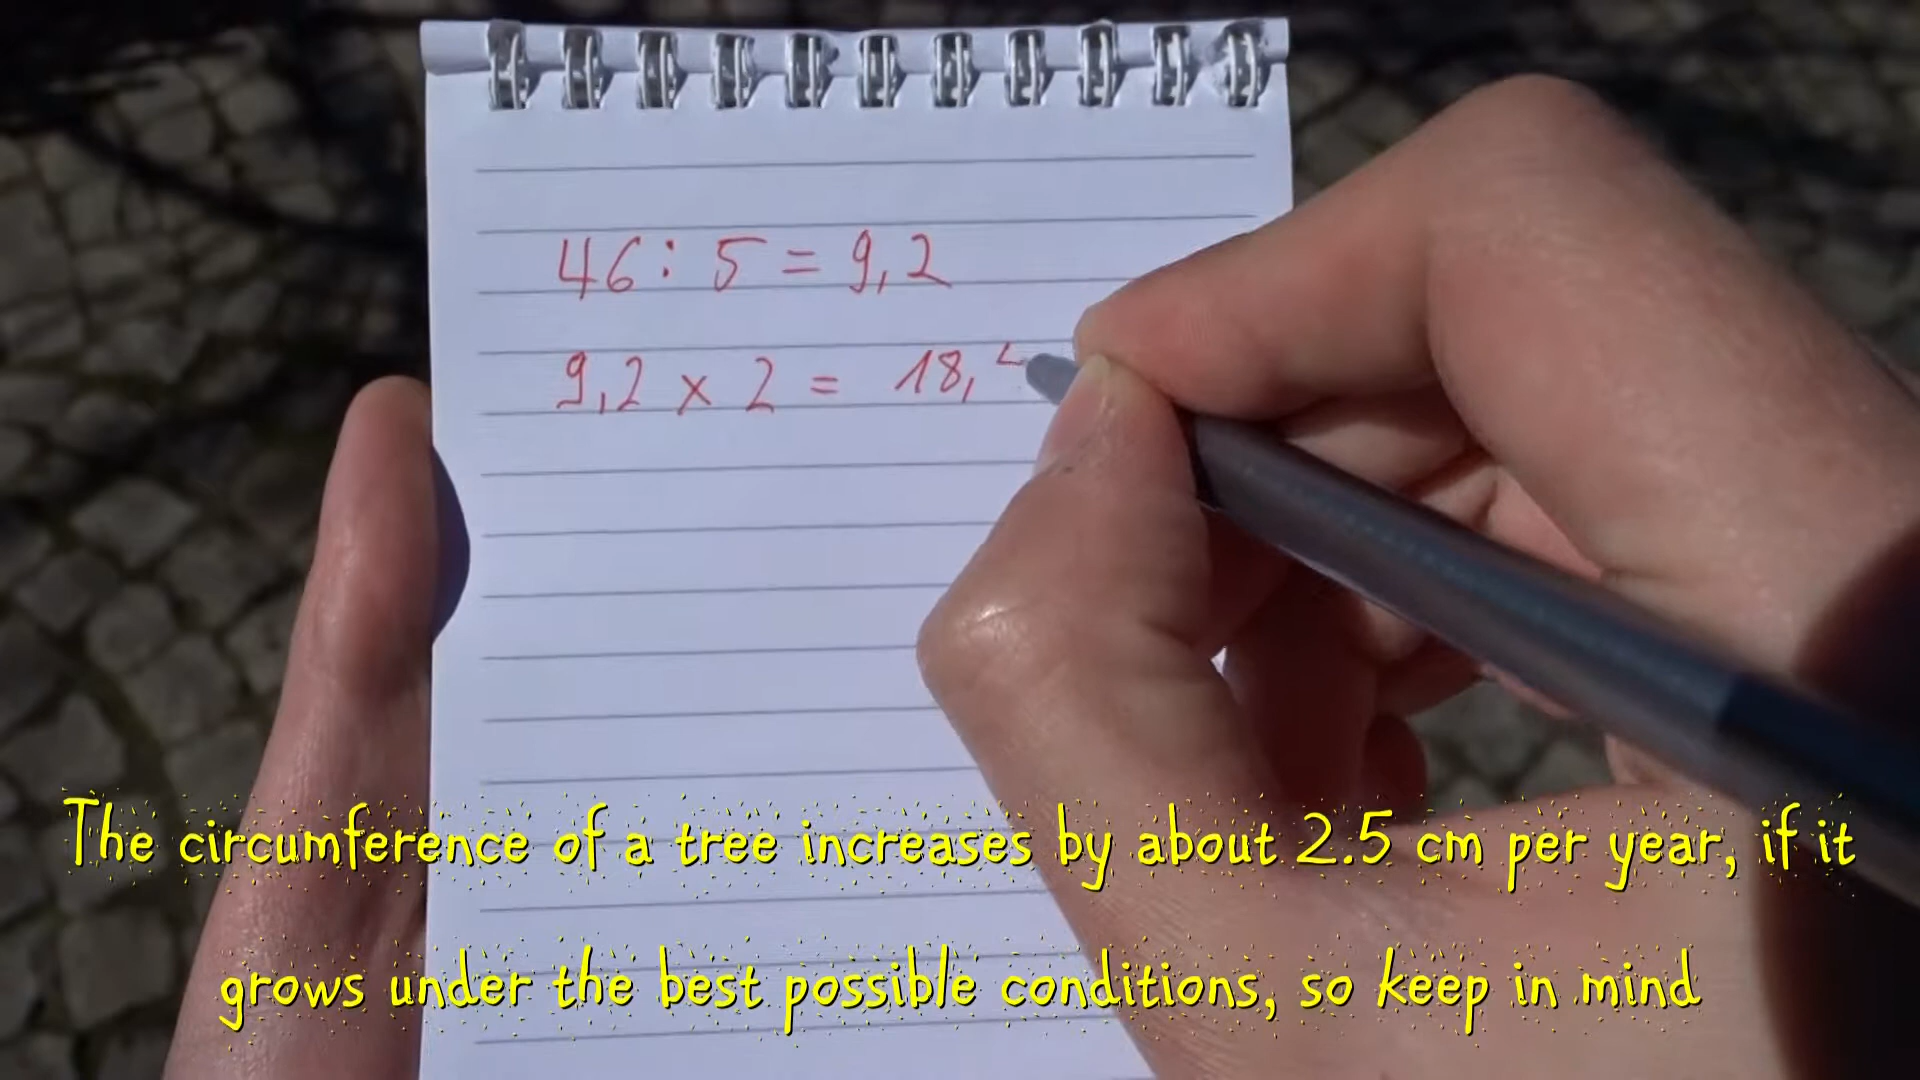 46 : 5 = 9,2
9,2 x 2 = 18,4
The circumference of a tree increases by about 2.5 cm per year, if it
grows under the best possible conditions, so keep in mind